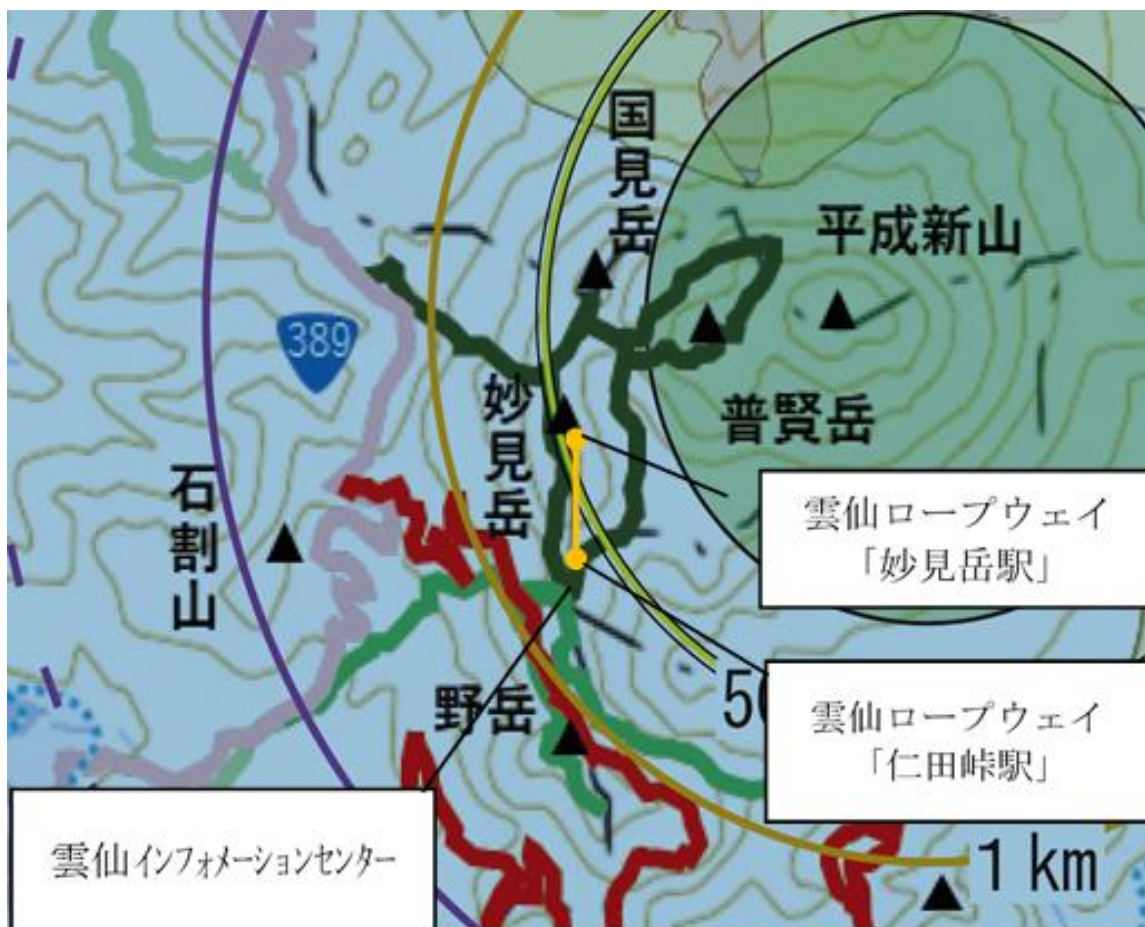 国見岳
平成新山
389
妙見岳
普賢岳
石割山
雲仙ロープウェイ
「妙見岳駅」
野岳
雲仙ロープウェイ
「仁田峠駅」
雲仙インフォメーションセンター
1 km